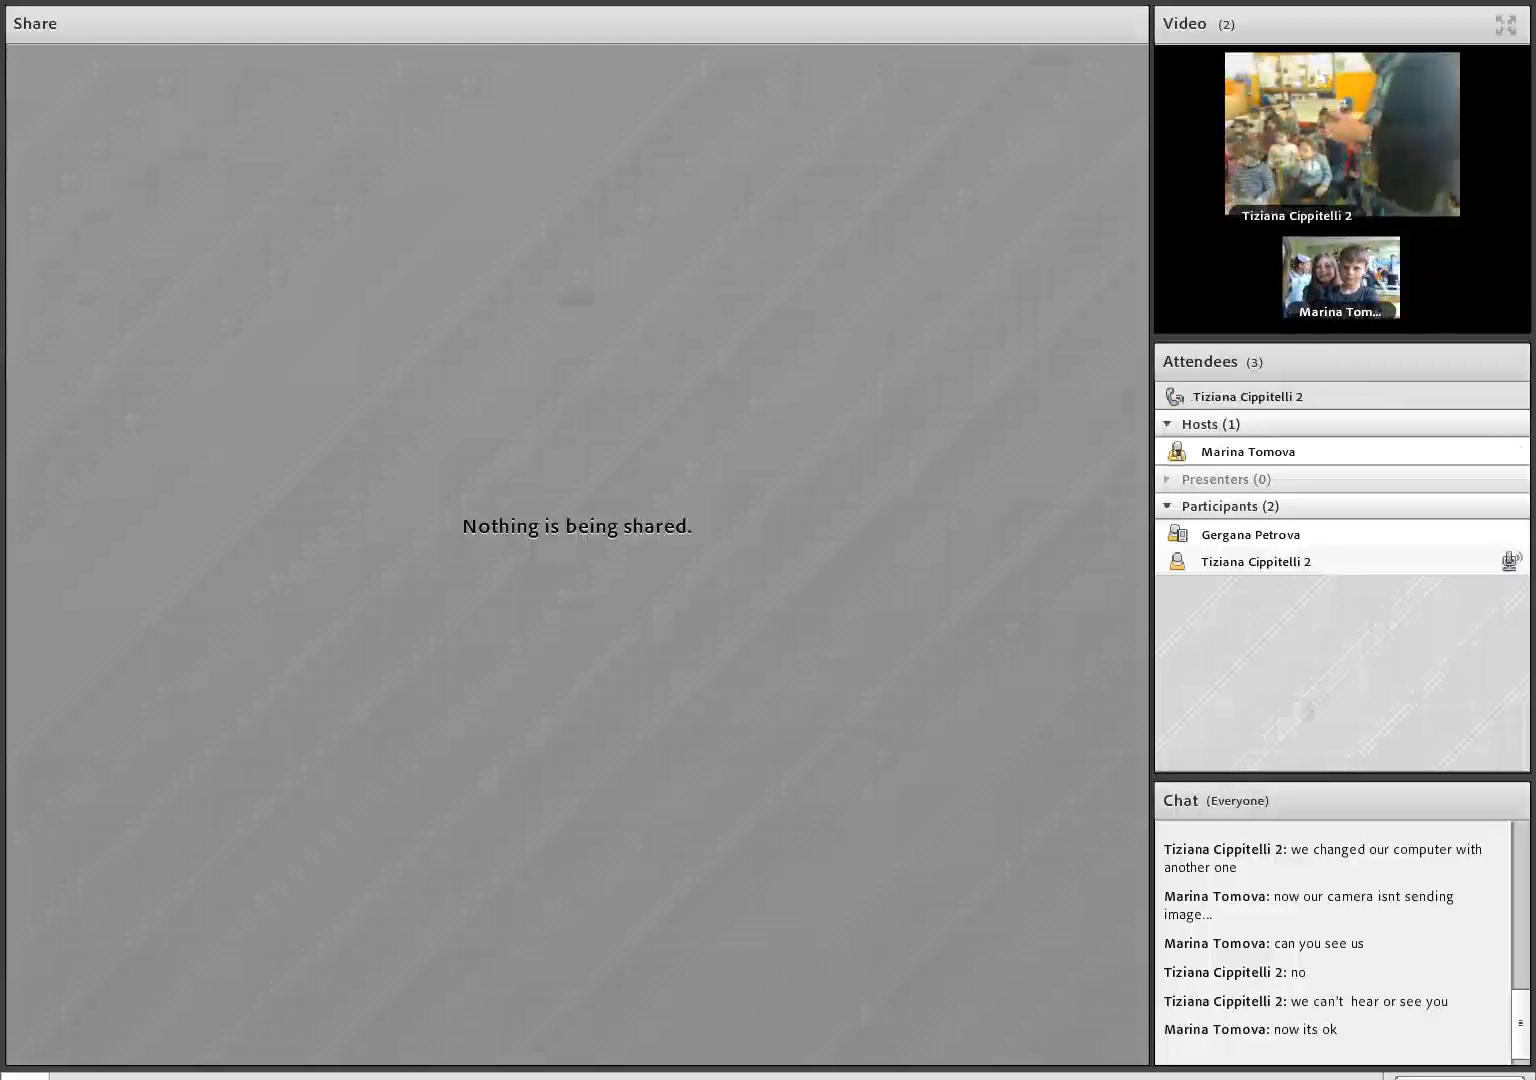 Share
Nothing is being shared.
Video (2)
Tiziana Cippitelli 2
Marina Tom...
Attendees (3)
Tiziana Cippitelli 2
Hosts (1)
Marina Tomova
Presenters (0)
Participants (2)
Gergana Petrova
Tiziana Cippitelli 2
Chat (Everyone)
Tiziana Cippitelli 2: we changed our computer with
another one
Marina Tomova: now our camera isnt sending
image...
Marina Tomova: can you see us
Tiziana Cippitelli 2: no
Tiziana Cippitelli 2: we can't hear or see you
Marina Tomova: now its ok